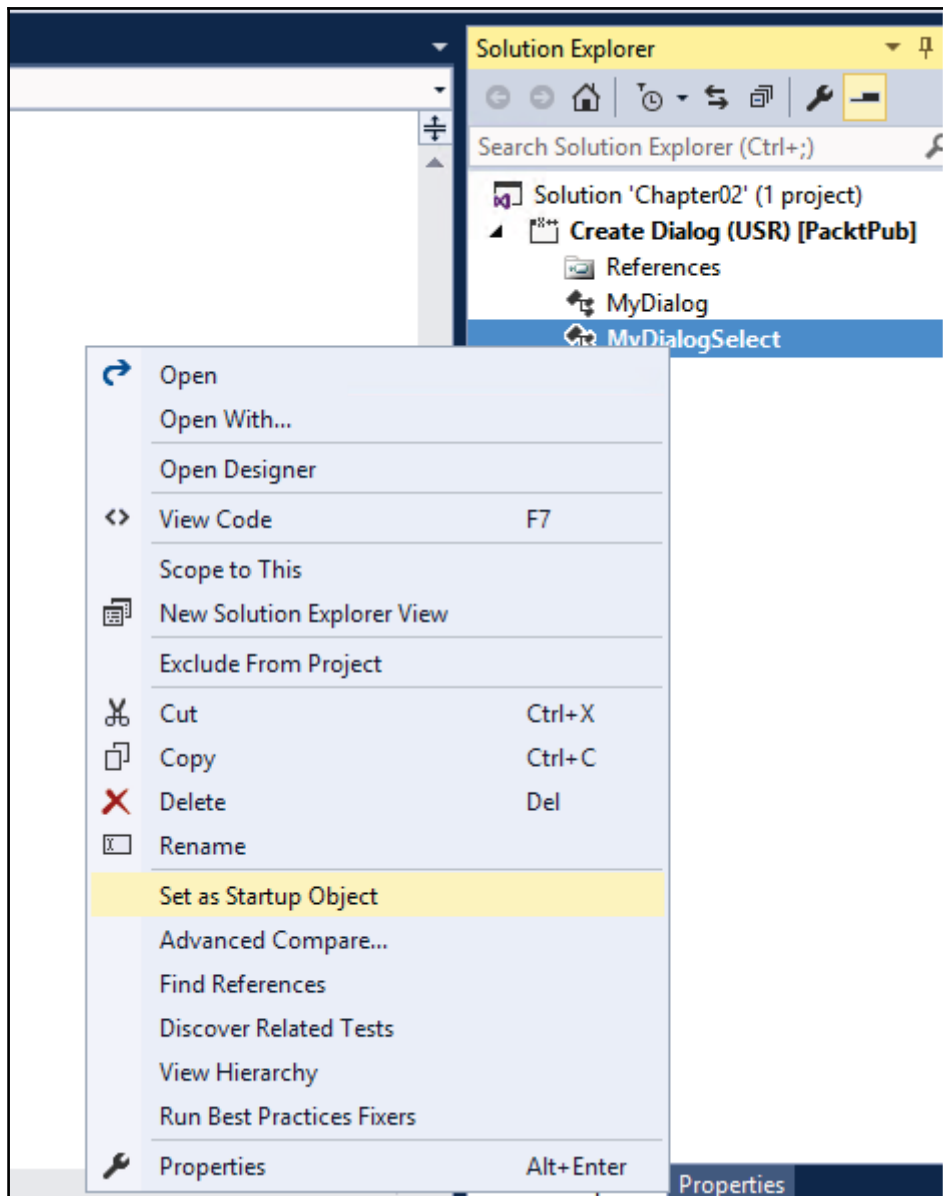 Solution Explorer
Search Solution Explorer (Ctrl+;)
Solution 'Chapter02' (1 project)
Create Dialog (USR) [PacktPub]
References
MyDialog
MyDialogSelect
Open
Open With...
Open Designer
View Code F7
Scope to This
New Solution Explorer View
Exclude From Project
Cut Ctrl+X
Copy Ctrl+C
Delete Del
Rename
Set as Startup Object
Advanced Compare...
Find References
Discover Related Tests
View Hierarchy
Run Best Practices Fixers
Properties Alt+Enter
Properties